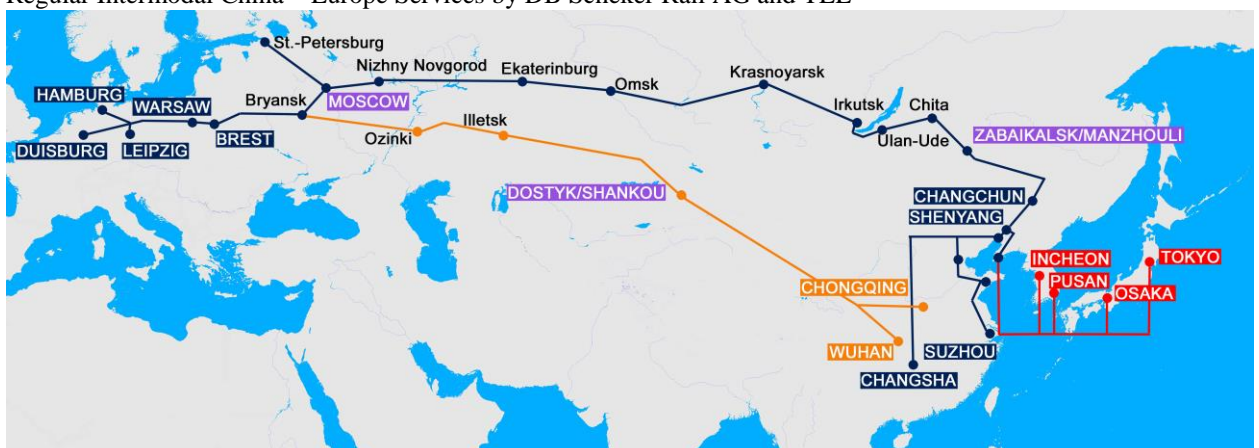 Regular Intermodal China – Europe Services by DB Schenker Rail AG and TEL
St.-Petersburg
Nizhny Novgorod
Ekaterinburg
Omsk
Krasnoyarsk
HAMBURG
WARSAW
Bryansk
MOSCOW
Irkutsk
Chita
DUISBURG
LEIPZIG
BREST
Ozinki
Illetsk
Ulan-Ude
ZABAIKALSK/MANZHOULI
DOSTYK/SHANKOU
CHANGCHUN
SHENYANG
INCHEON
TOKYO
PUSAN
CHONGQING
OSAKA
WUHAN
SUZHOU
CHANGSHA